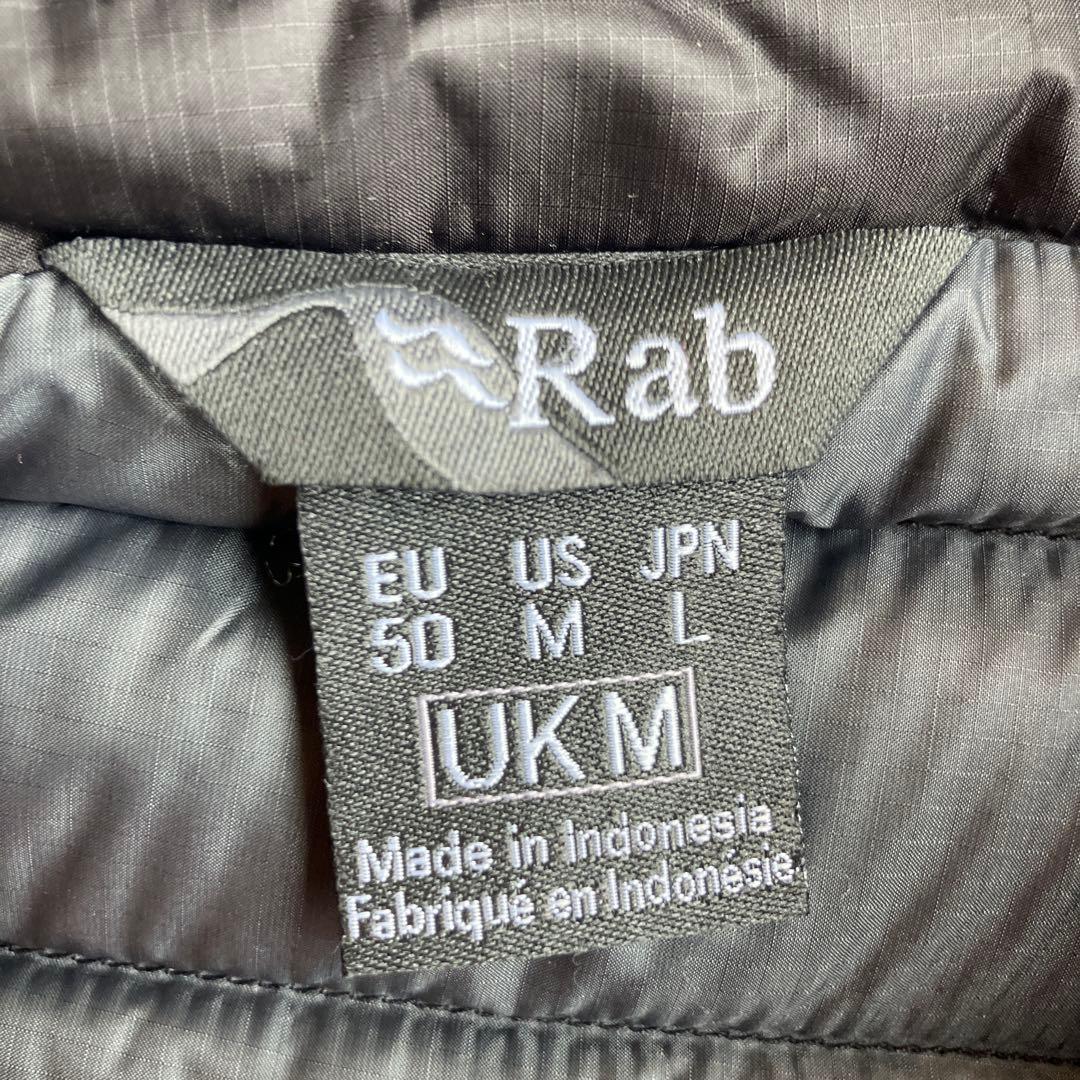 Rab
EU US JPN
50 M L
UK M
Made in Indonesia
Fabriqué en Indonésie